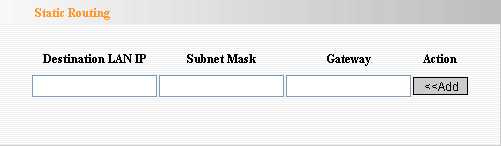 Static Routing
Destination LAN IP Subnet Mask Gateway Action
<<Add